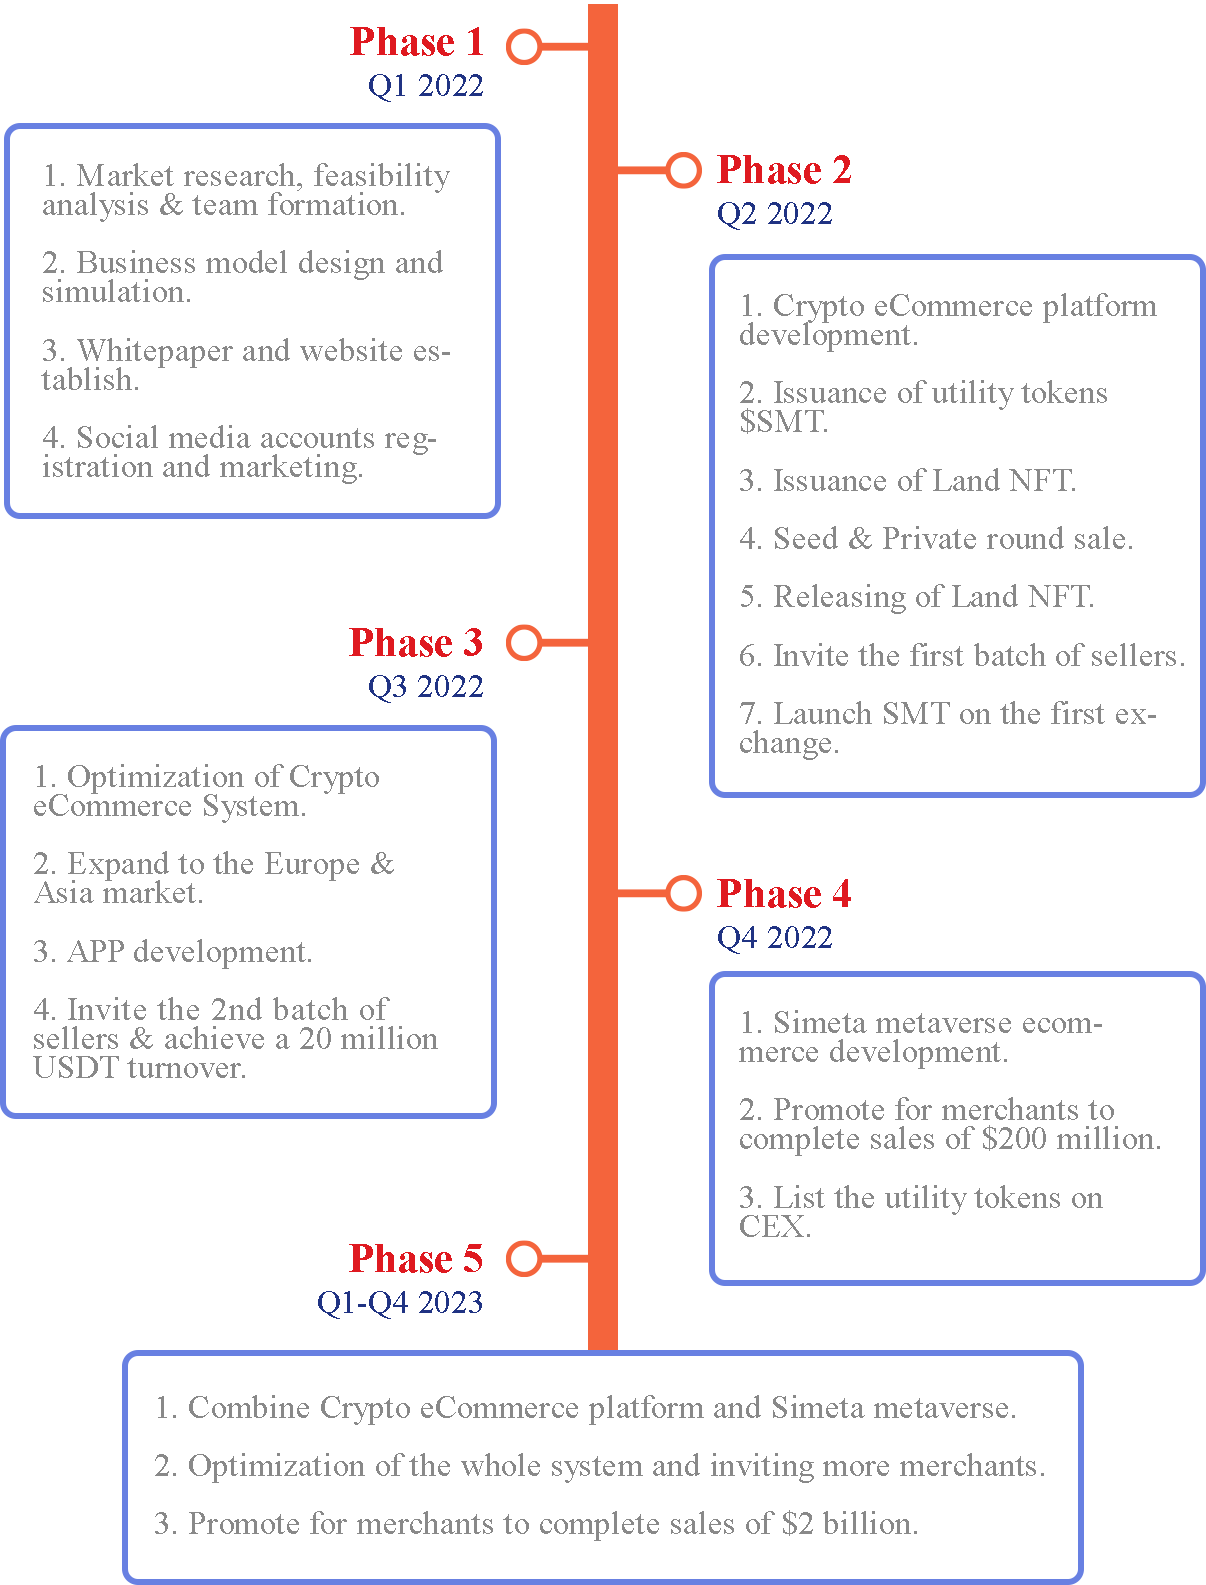 Phase 1
Q1 2022
1. Market research, feasibility
analysis & team formation.
2. Business model design and
simulation.
3. Whitepaper and website es-
tablish.
4. Social media accounts reg-
istration and marketing.
Phase 2
Q2 2022
1. Crypto eCommerce platform
development.
2. Issuance of utility tokens
$SMT.
3. Issuance of Land NFT.
4. Seed & Private round sale.
5. Releasing of Land NFT.
6. Invite the first batch of sellers.
7. Launch SMT on the first ex-
change.
Phase 3
Q3 2022
1. Optimization of Crypto
eCommerce System.
2. Expand to the Europe &
Asia market.
3. APP development.
4. Invite the 2nd batch of
sellers & achieve a 20 million
USDT turnover.
Phase 4
Q4 2022
1. Simeta metaverse ecom-
merce development.
2. Promote for merchants to
complete sales of $200 million.
3. List the utility tokens on
CEX.
Phase 5
Q1-Q4 2023
1. Combine Crypto eCommerce platform and Simeta metaverse.
2. Optimization of the whole system and inviting more merchants.
3. Promote for merchants to complete sales of $2 billion.